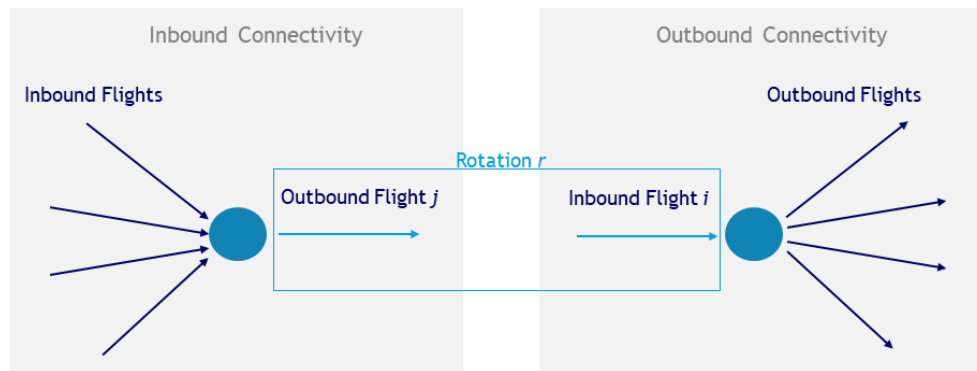 Inbound Connectivity
Outbound Connectivity
Inbound Flights
Outbound Flights
Rotation r
Outbound Flight j
Inbound Flight i